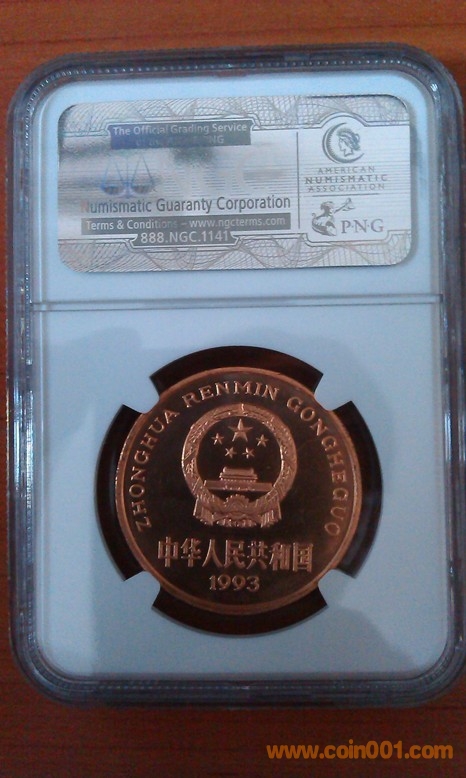 The Official Grading Service
AMERICAN
NUMISMATIC
ASSOCIATION
Numismatic Guaranty Corporation
Terms & Conditions – www.ngcterms.com
888.NGC.1141
P·N·G
ZHONGHUA RENMIN GONGHEGUO
中华人民共和国
1993
www.coin001.com